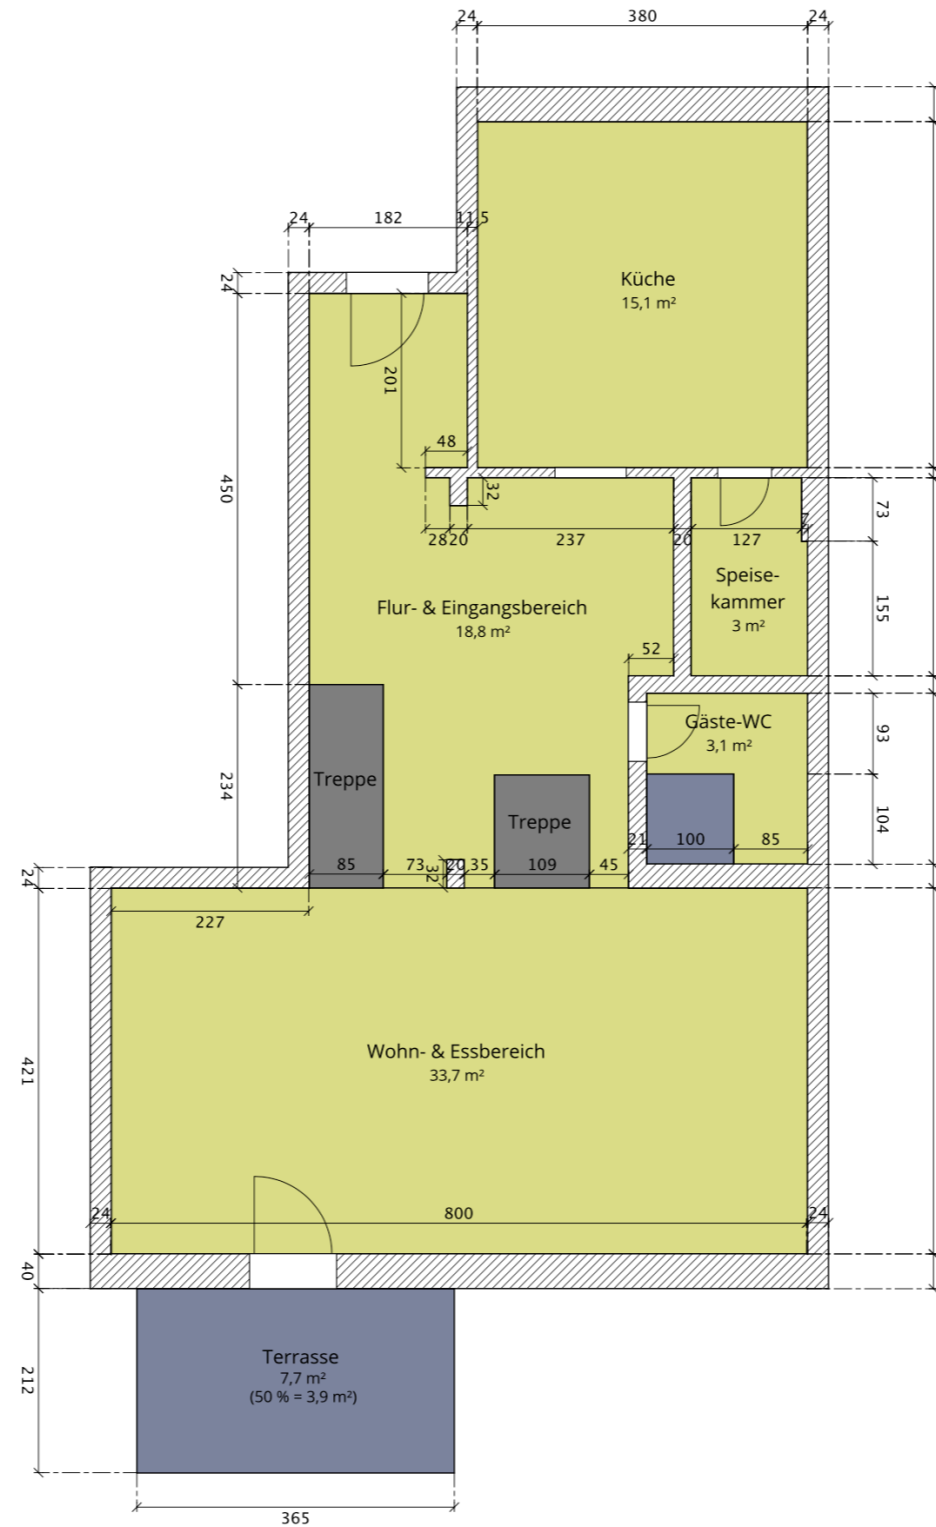 24
380
24
24
182
11,5
24
Küche
15,1 m²
201
48
450
32
28
20
237
20
127
7
73
Speise-
kammer
3 m²
155
Flur- & Eingangsbereich
18,8 m²
52
Gäste-WC
3,1 m²
93
234
Treppe
Treppe
104
21
100
85
24
85
73
32
20
35
109
45
227
Wohn- & Essbereich
33,7 m²
421
24
800
24
40
Terrasse
7,7 m²
(50 % = 3,9 m²)
212
365